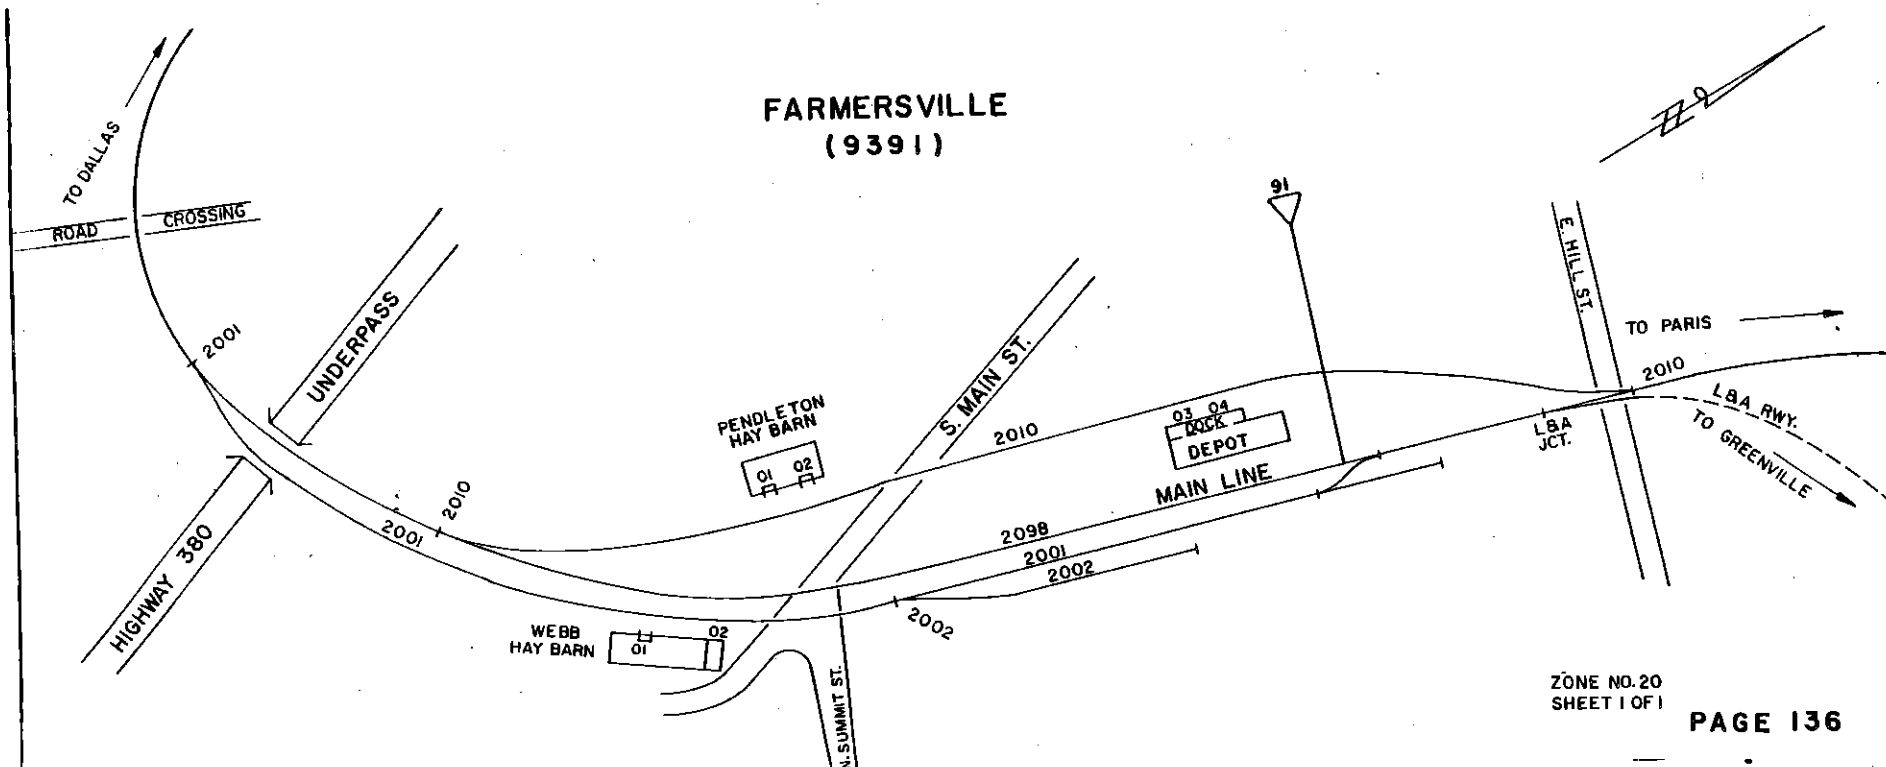 FARMERSVILLE
(9391)
TO DALLAS
ROAD CROSSING
2001
UNDERPASS
HIGHWAY 380
2010
2001
PENDLETON
HAY BARN
01 02
S. MAIN ST.
2010
03 04
DOCK
DEPOT
MAIN LINE
91
E. HILL ST.
TO PARIS
2010
L&A RWY.
TO GREENVILLE
L&A
JCT.
2098
2001
2002
2002
WEBB
HAY BARN
01
02
N. SUMMIT ST.
N
ZONE NO. 20
SHEET 1 OF 1
PAGE 136